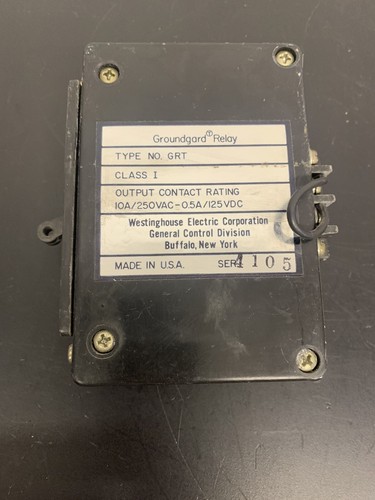 Groundgard Ⓣ Relay
TYPE NO. GRT
CLASS I
OUTPUT CONTACT RATING
10A/250VAC-0.5A/125VDC
Westinghouse Electric Corporation
General Control Division
Buffalo, New York
MADE IN U.S.A. SER. 4105